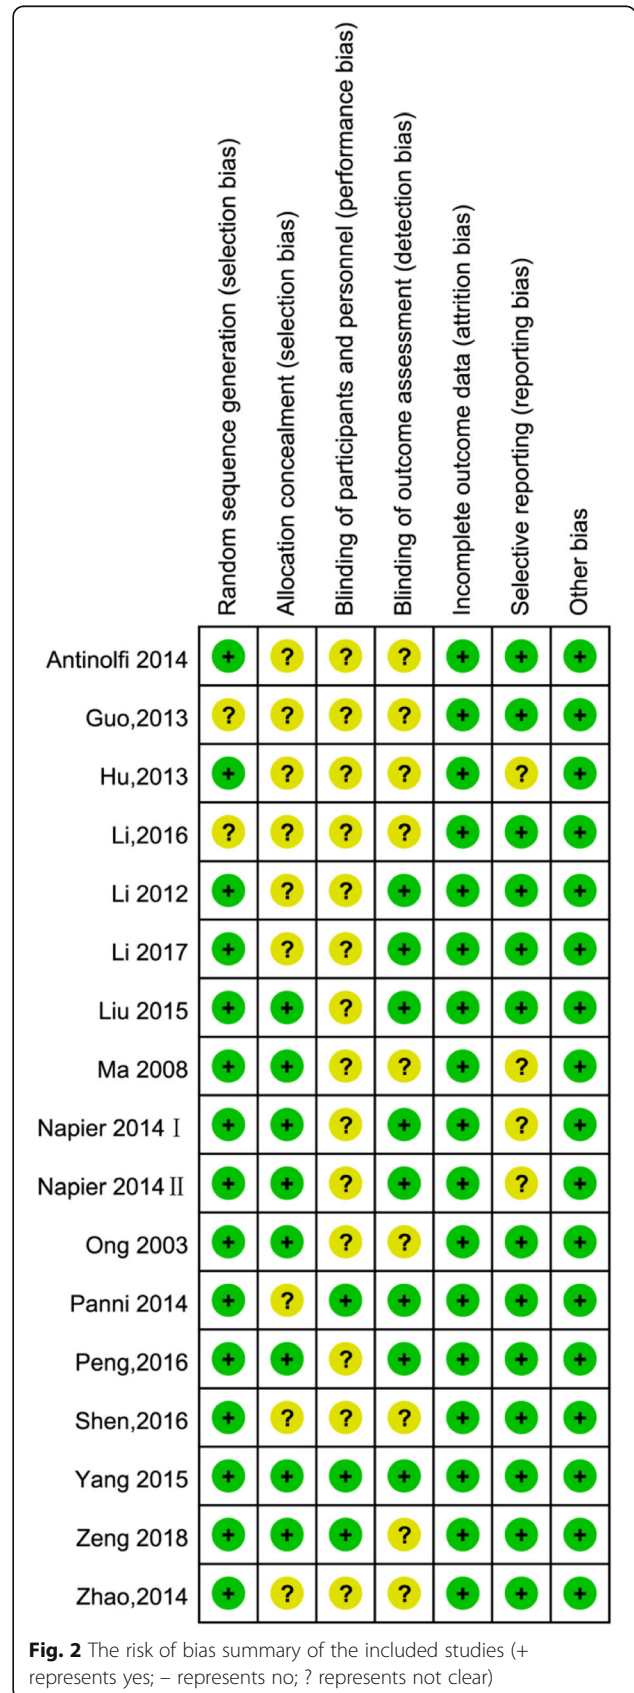 Random sequence generation (selection bias)
Allocation concealment (selection bias)
Blinding of participants and personnel (performance bias)
Blinding of outcome assessment (detection bias)
Incomplete outcome data (attrition bias)
Selective reporting (reporting bias)
Other bias
Antinolfi 2014 + ? ? ? + + +
Guo,2013 ? ? ? ? + + +
Hu,2013 + ? ? ? + ? +
Li,2016 ? ? ? ? + + +
Li 2012 + ? ? + + + +
Li 2017 + ? ? + + + +
Liu 2015 + + ? + + + +
Ma 2008 + + ? ? + ? +
Napier 2014 Ⅰ + + ? + + ? +
Napier 2014 Ⅱ + + ? + + ? +
Ong 2003 + + ? ? + + +
Panni 2014 + ? + + + + +
Peng,2016 + + ? + + + +
Shen,2016 + ? ? ? + + +
Yang 2015 + + + + + + +
Zeng 2018 + + + ? + + +
Zhao,2014 + ? ? ? + + +
Fig. 2 The risk of bias summary of the included studies (+
represents yes; – represents no; ? represents not clear)